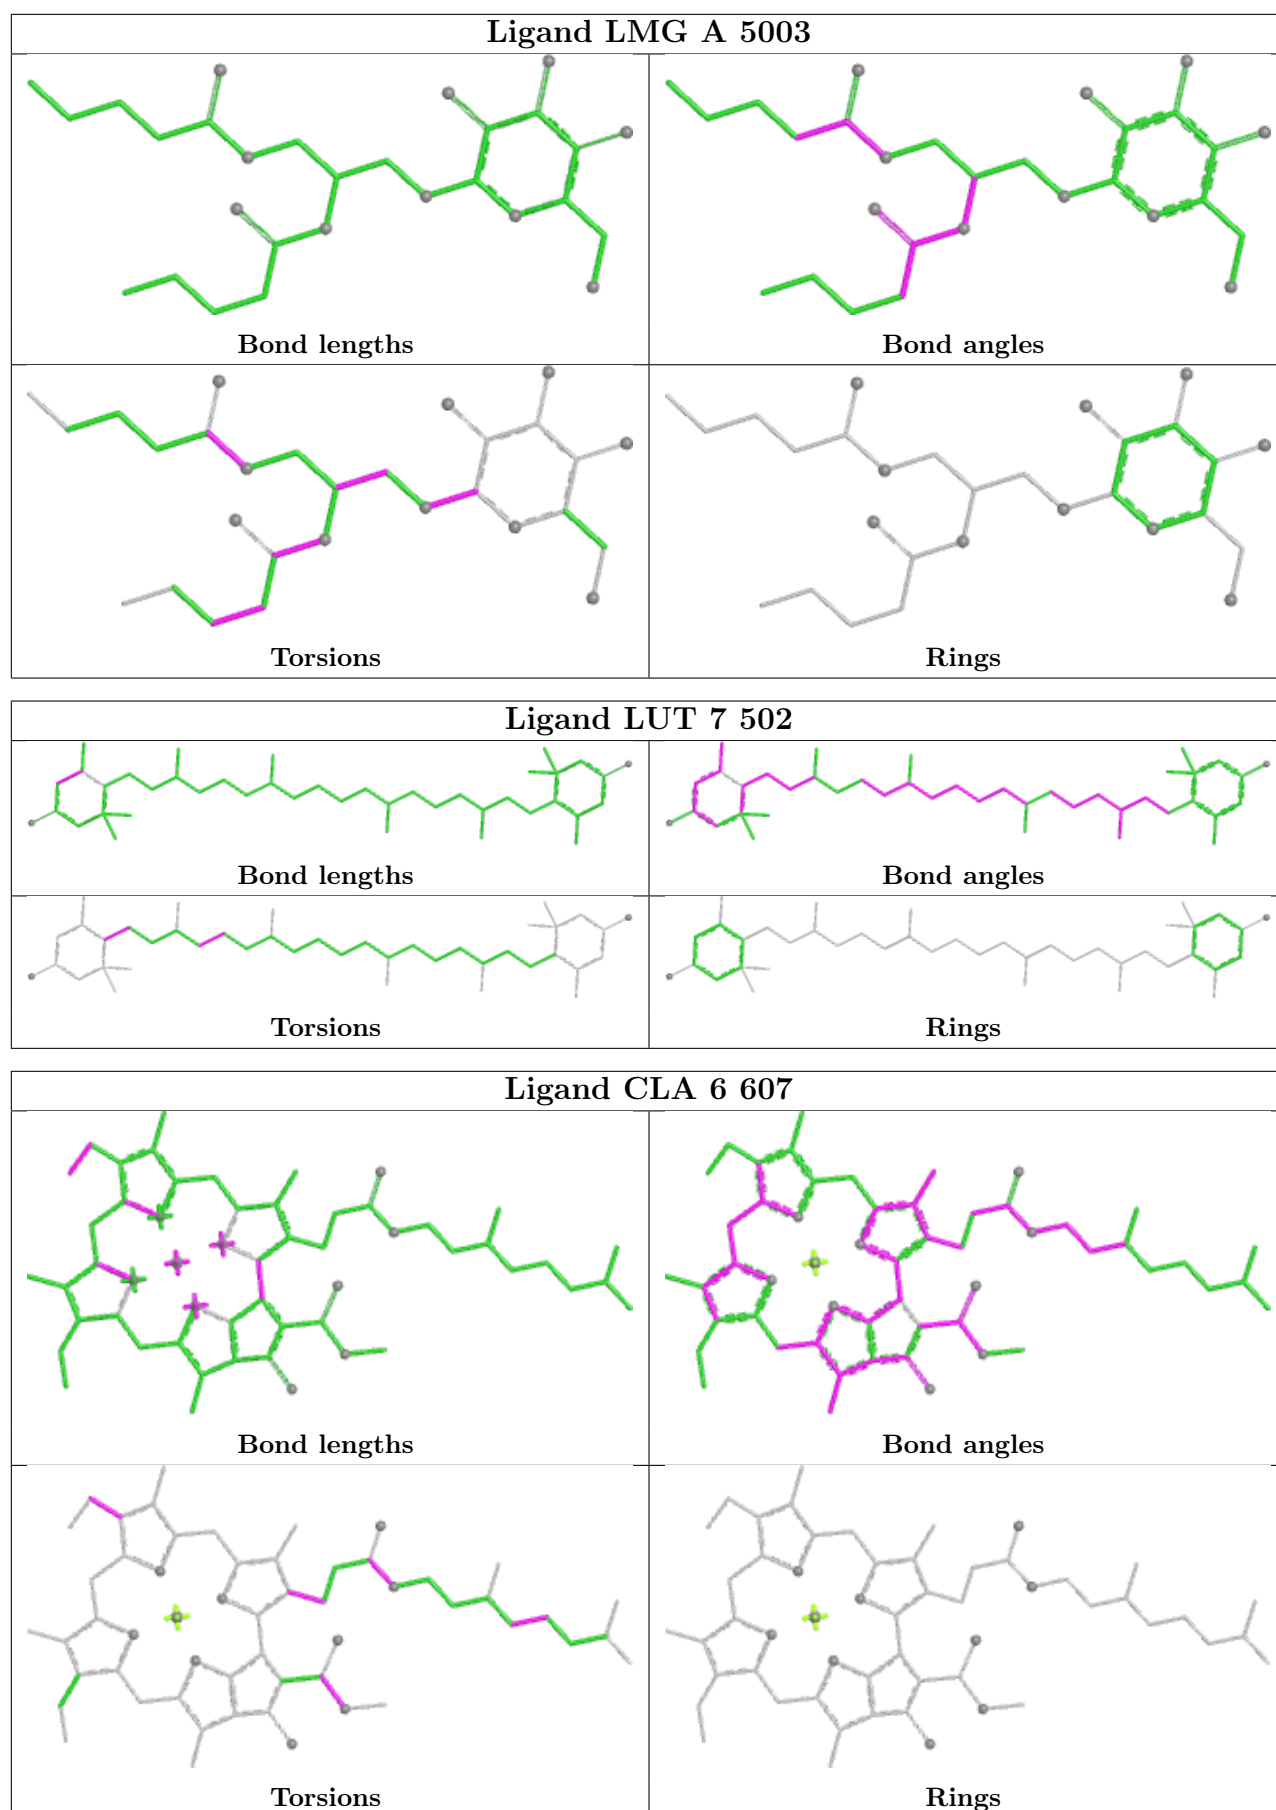 Ligand LMG A 5003
Bond lengths
Bond angles
Torsions
Rings
Ligand LUT 7 502
Bond lengths
Bond angles
Torsions
Rings
Ligand CLA 6 607
Bond lengths
Bond angles
Torsions
Rings